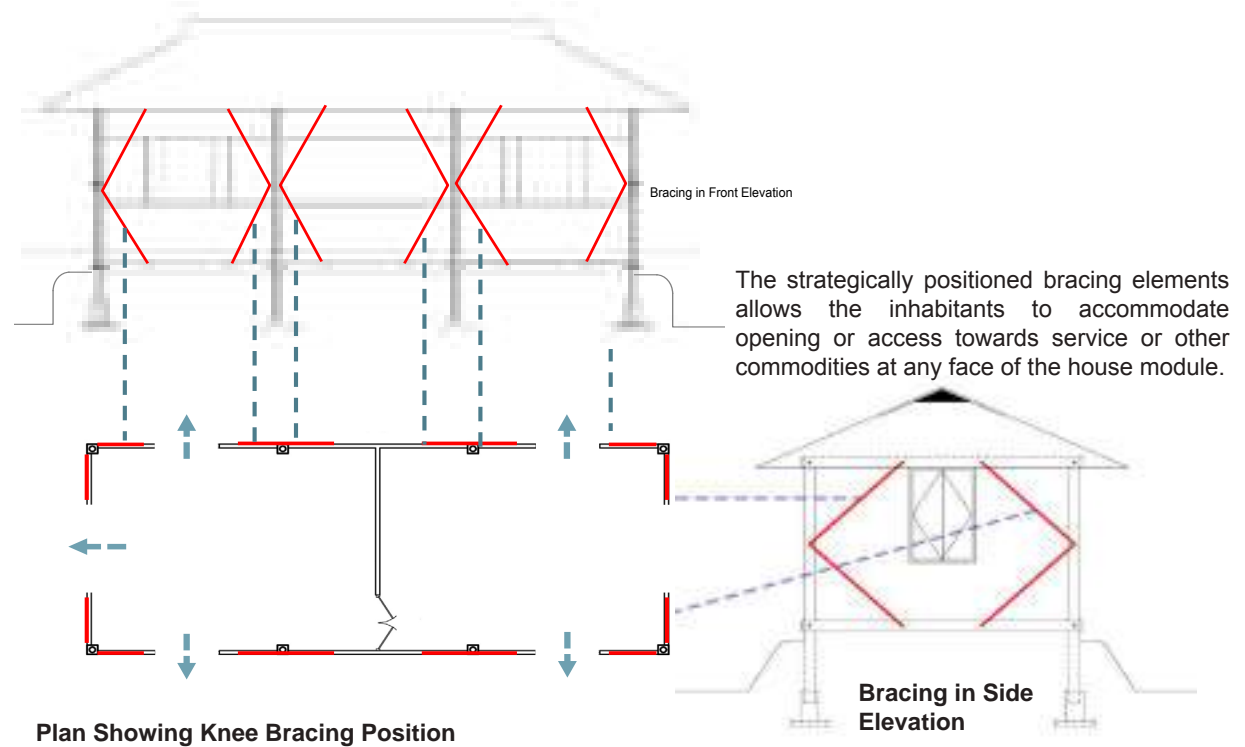 Bracing in Front Elevation
The strategically positioned bracing elements
allows the inhabitants to accommodate
opening or access towards service or other
commodities at any face of the house module.
Bracing in Side
Elevation
Plan Showing Knee Bracing Position